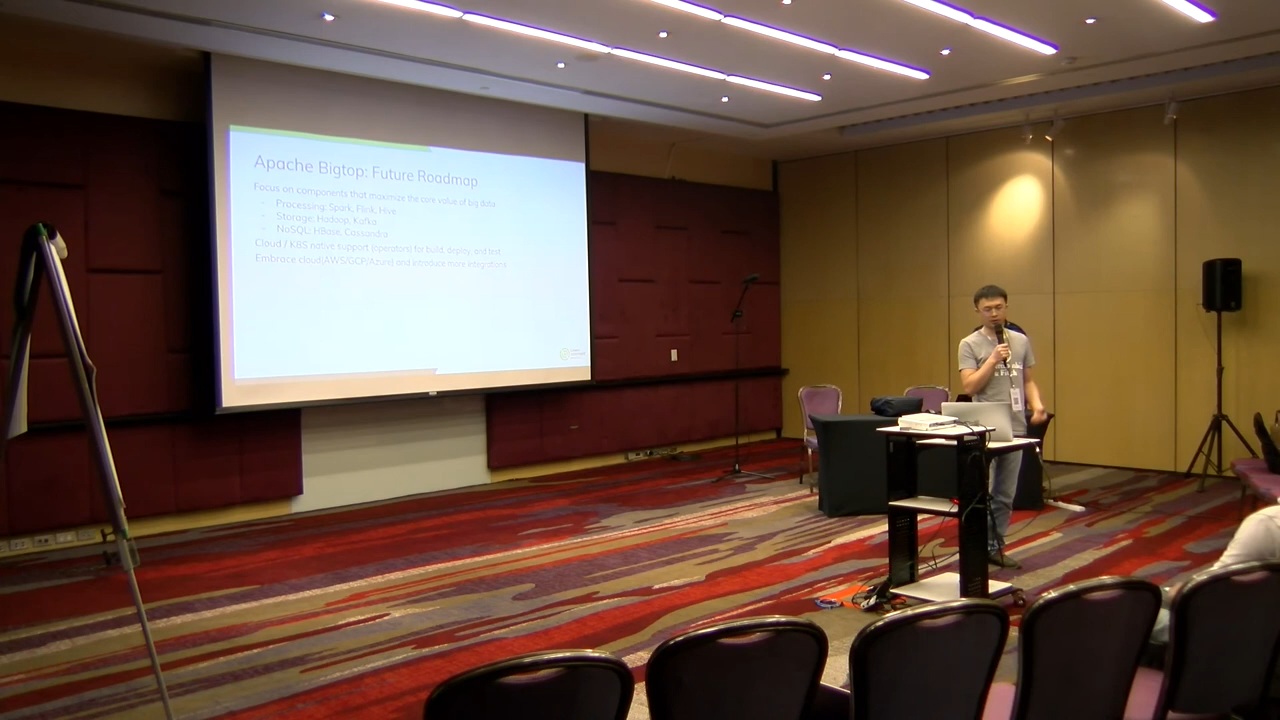 Apache Bigtop: Future Roadmap
Focus on components that maximize the core value of big data
Processing: Spark, Flink, Hive
Storage: Hadoop, Kafka
NoSQL: HBase, Cassandra
Cloud / K8S native support (operators) for build, deploy, and test
Embrace cloud(AWS/GCP/Azure) and introduce more integrations